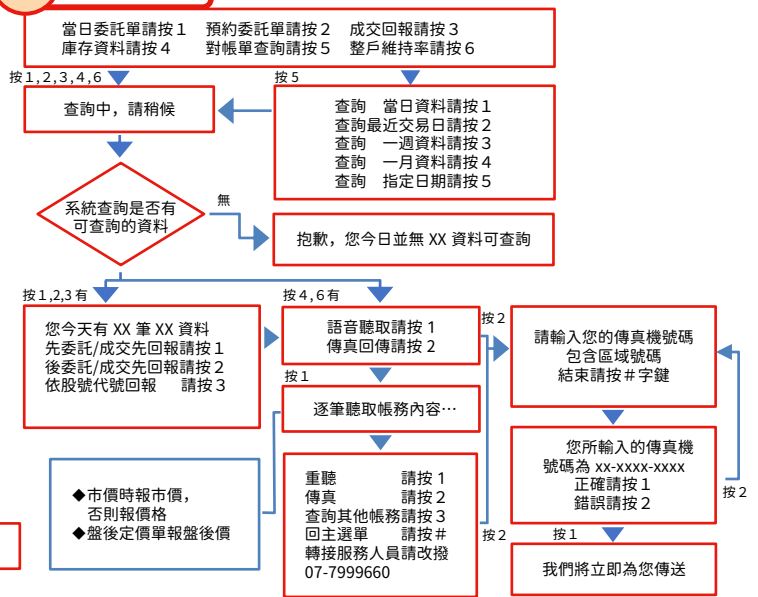 當日委託單請按1 預約委託單請按2 成交回報請按3
庫存資料請按4 對帳單查詢請按5 整戶維持率請按6
按1,2,3,4,6
按5
查詢中，請稍候
查詢 當日資料請按1
查詢最近交易日請按2
查詢 一週資料請按3
查詢 一月資料請按4
查詢 指定日期請按5
系統查詢是否有
可查詢的資料
無
抱歉，您今日並無 XX 資料可查詢
按1,2,3有
您今天有 XX 筆 XX 資料
先委託/成交先回報請按1
後委託/成交先回報請按2
依股號代號回報 請按3
按4,6有
語音聽取請按1
傳真回傳請按2
按2
按1
逐筆聽取帳務內容…
◆市價時報市價，
否則報價格
◆盤後定價單報盤後價
重聽 請按1
傳真 請按2
查詢其他帳務請按3
回主選單 請按＃
轉接服務人員請改撥
07-7999660
按2
請輸入您的傳真機號碼
包含區域號碼
結束請按＃字鍵
您所輸入的傳真機
號碼為 xx-xxxx-xxxx
正確請按1
錯誤請按2
按2
按1
我們將立即為您傳送